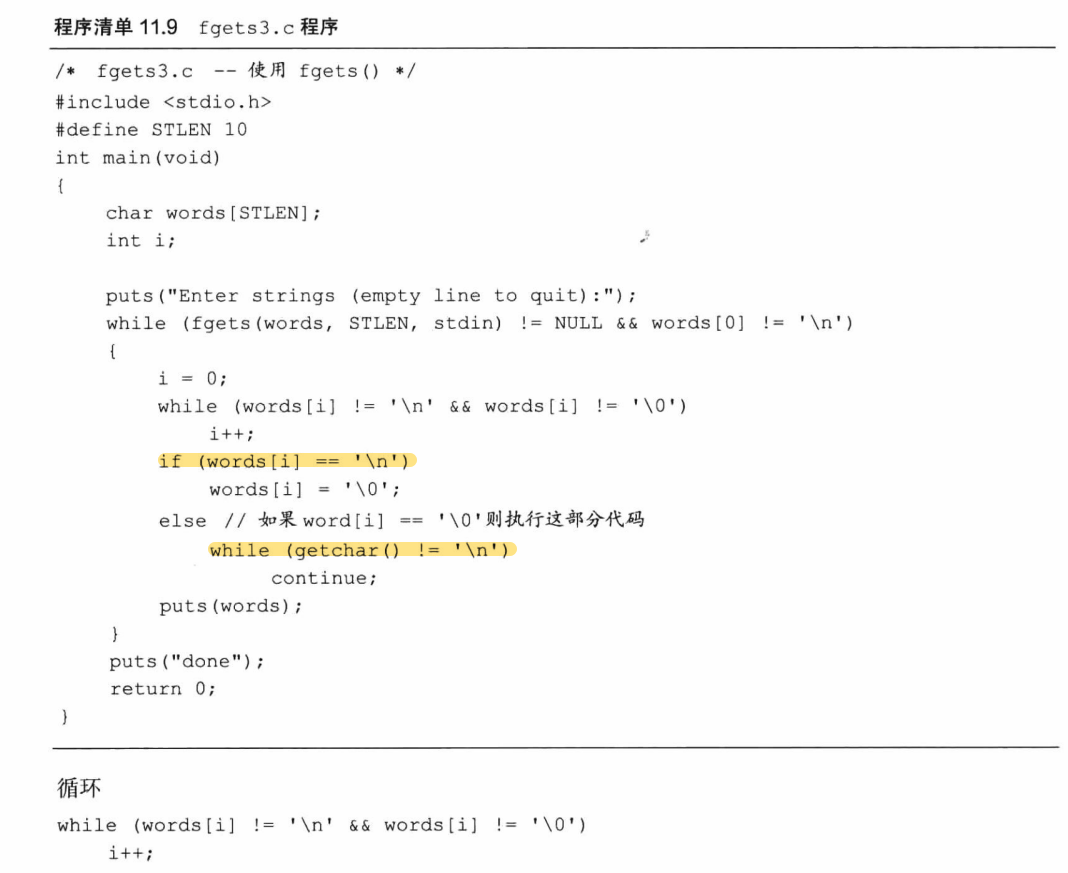 程序清单 11.9 fgets3.c 程序
/* fgets3.c -- 使用 fgets() */
#include <stdio.h>
#define STLEN 10
int main(void)
{
    char words[STLEN];
    int i;
    puts("Enter strings (empty line to quit):");
    while (fgets(words, STLEN, stdin) != NULL && words[0] != '\n')
    {
        i = 0;
        while (words[i] != '\n' && words[i] != '\0')
            i++;
        if (words[i] == '\n')
            words[i] = '\0';
        else // 如果 word[i] == '\0'则执行这部分代码
            while (getchar() != '\n')
                continue;
        puts(words);
    }
    puts("done");
    return 0;
}
循环
while (words[i] != '\n' && words[i] != '\0')
    i++;